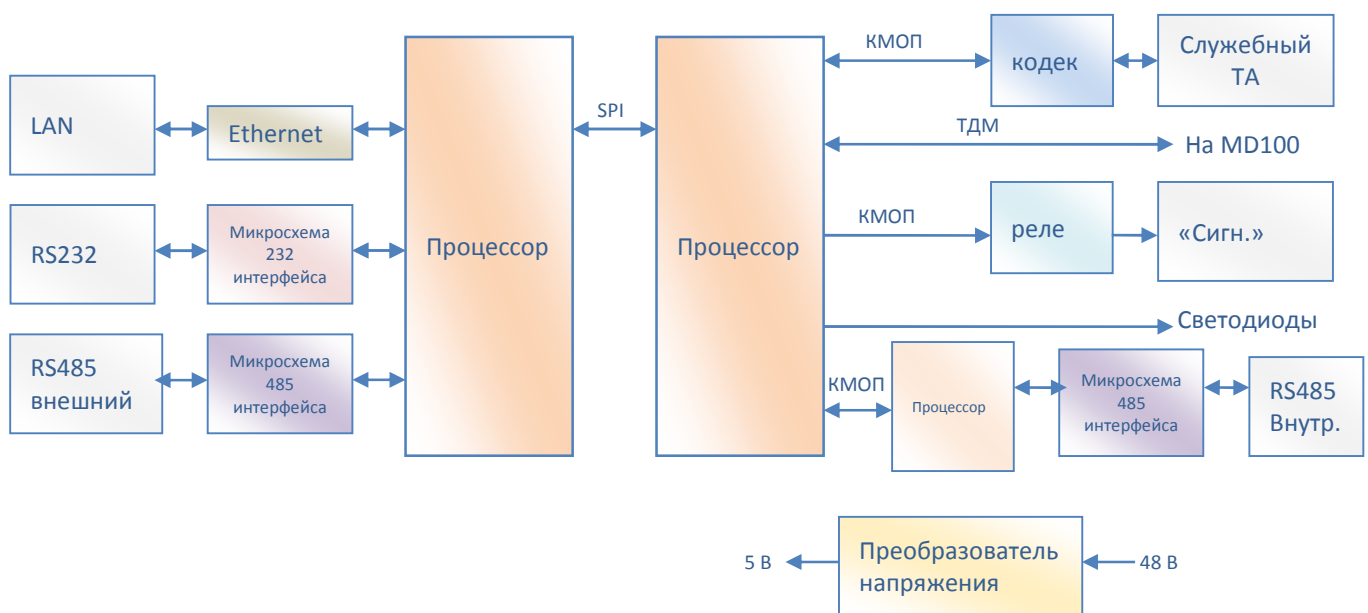 LAN
Ethernet
RS232
Микросхема
232
интерфейса
RS485
внешний
Микросхема
485
интерфейса
Процессор
SPI
Процессор
КМОП
кодек
Служебный
ТА
ТДМ
На MD100
КМОП
реле
«Сигн.»
Светодиоды
КМОП
Процессор
Микросхема
485
интерфейса
RS485
Внутр.
5 В
Преобразователь
напряжения
48 В